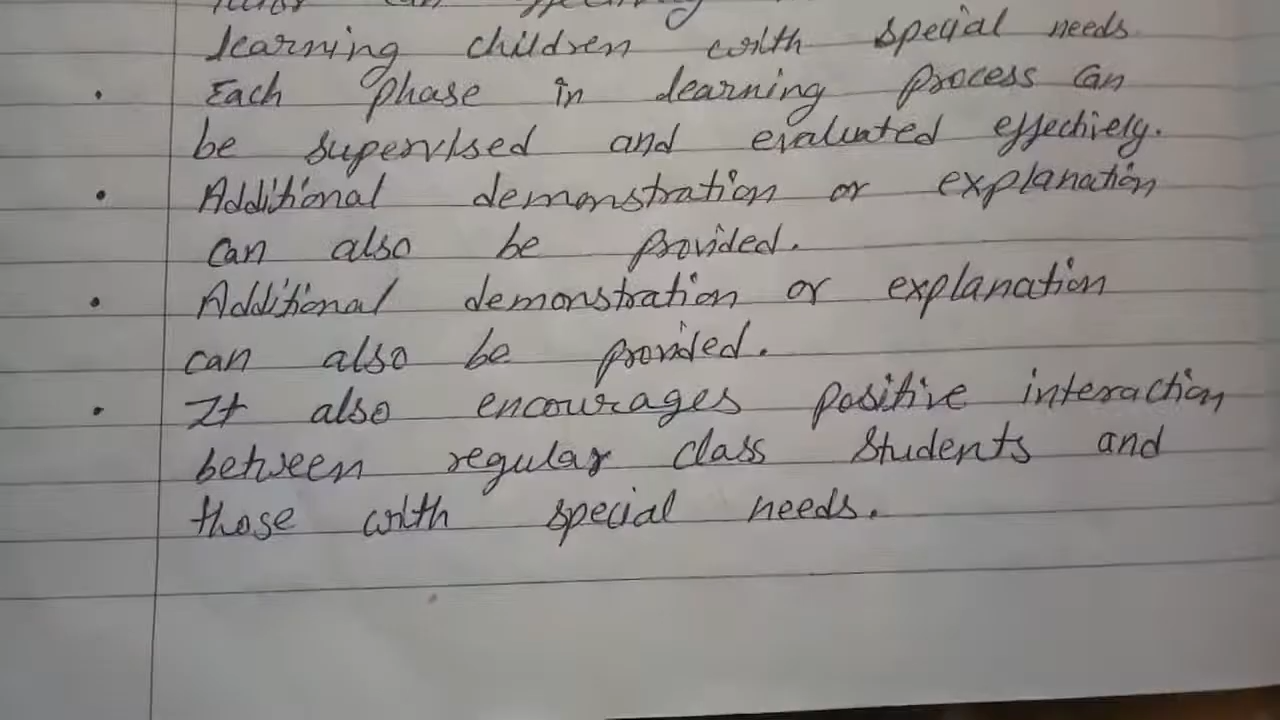 learning children with special needs
• Each phase in learning process can
be supervised and evaluated effectively.
• Additional demonstration or explanation
can also be provided.
• Additional demonstration or explanation
can also be provided.
• It also encourages positive interaction
between regular class students and
those with special needs.